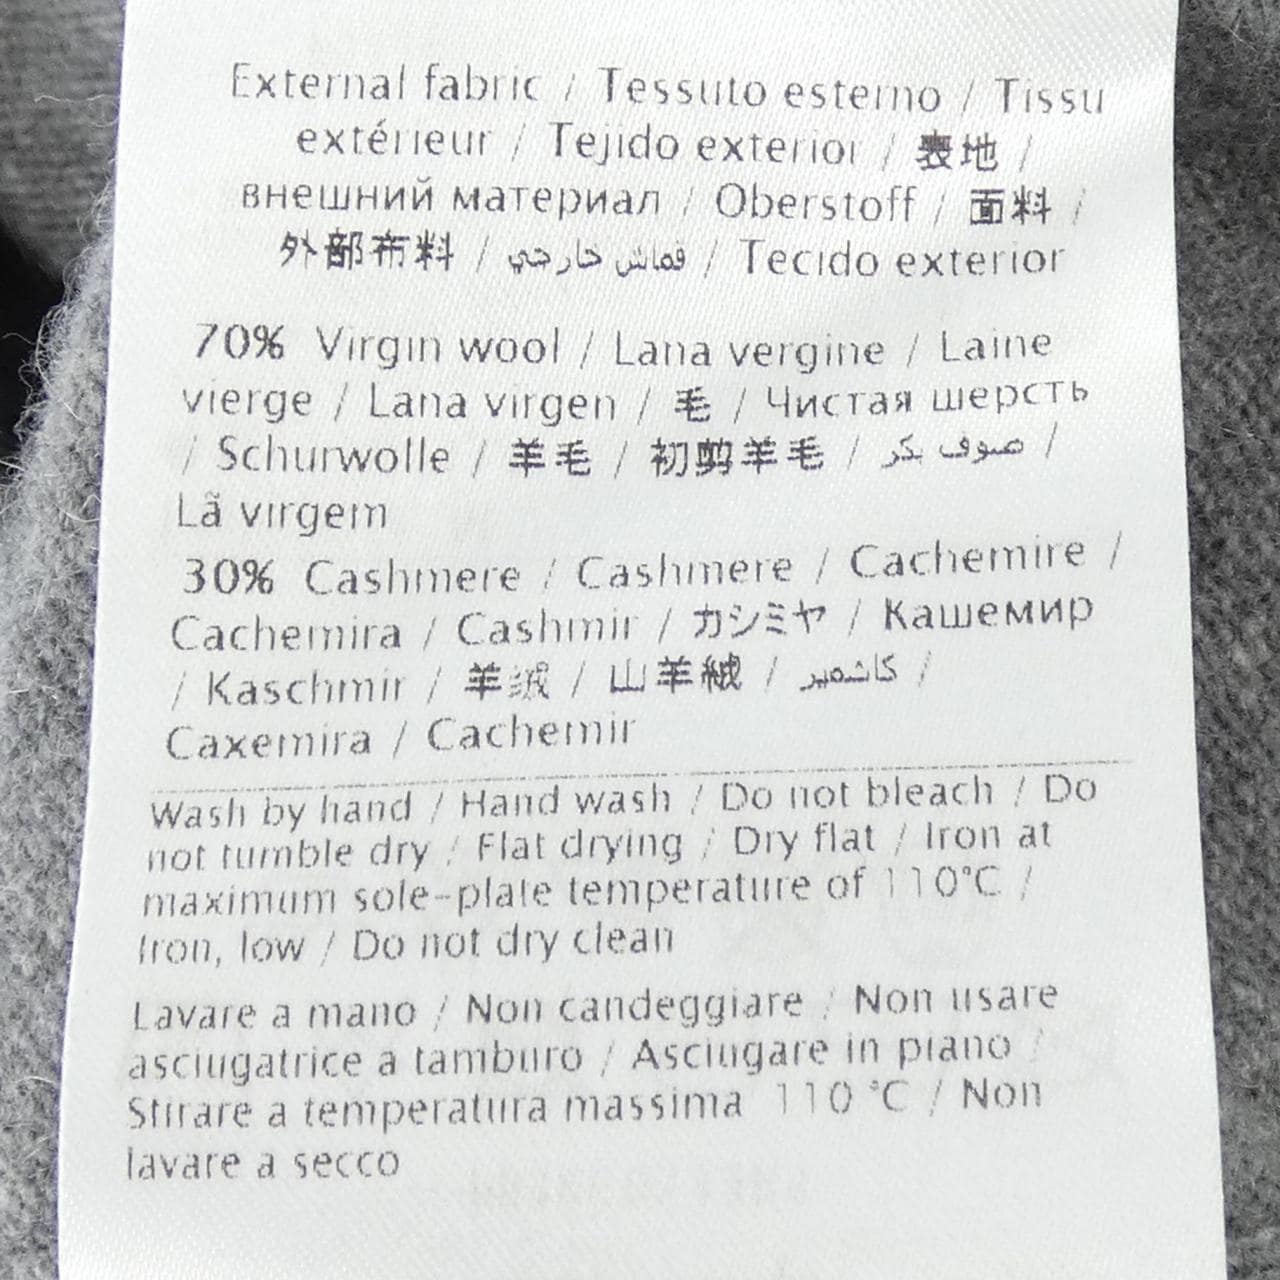 External fabric / Tessuto esterno / Tissu
extérieur / Tejido exterior / 表地 /
внешний материал / Oberstoff / 面料 /
外部布料 / قماش خارجي / Tecido exterior
70% Virgin wool / Lana vergine / Laine
vierge / Lana virgen / 毛 / Чистая шерсть
/ Schurwolle / 羊毛 / 初剪羊毛 / صوف بكر /
Lã virgem
30% Cashmere / Cashmere / Cachemire /
Cachemira / Cashmir / カシミヤ / Кашемир
/ Kaschmir / 羊绒 / 山羊絨 / كاشمير /
Caxemira / Cachemir
Wash by hand / Hand wash / Do not bleach / Do
not tumble dry / Flat drying / Dry flat / Iron at
maximum sole-plate temperature of 110°C /
Iron, low / Do not dry clean
Lavare a mano / Non candeggiare / Non usare
asciugatrice a tamburo / Asciugare in piano /
Stirare a temperatura massima 110 °C / Non
lavare a secco